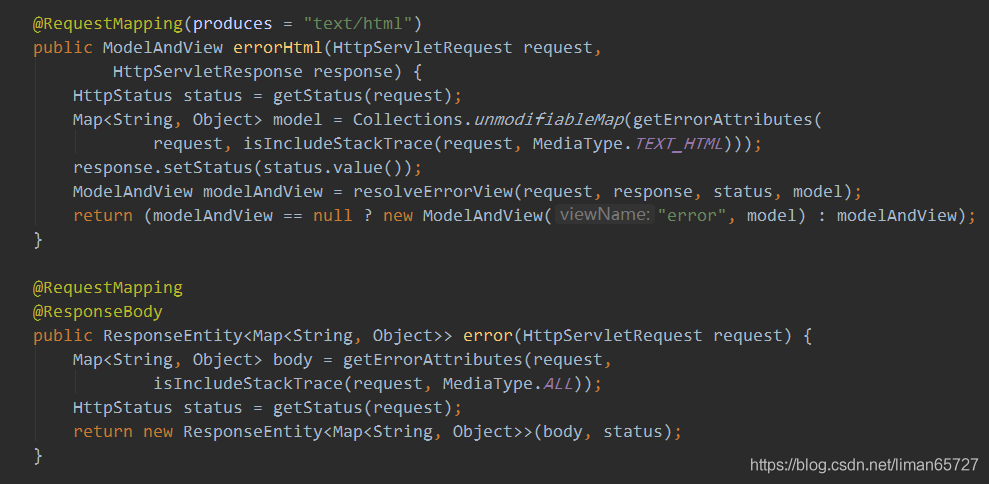 @RequestMapping(produces = "text/html")
public ModelAndView errorHtml(HttpServletRequest request,
        HttpServletResponse response) {
    HttpStatus status = getStatus(request);
    Map<String, Object> model = Collections.unmodifiableMap(getErrorAttributes(
            request, isIncludeStackTrace(request, MediaType.TEXT_HTML)));
    response.setStatus(status.value());
    ModelAndView modelAndView = resolveErrorView(request, response, status, model);
    return (modelAndView == null ? new ModelAndView( viewName: "error", model) : modelAndView);
}
@RequestMapping
@ResponseBody
public ResponseEntity<Map<String, Object>> error(HttpServletRequest request) {
    Map<String, Object> body = getErrorAttributes(request,
            isIncludeStackTrace(request, MediaType.ALL));
    HttpStatus status = getStatus(request);
    return new ResponseEntity<Map<String, Object>>(body, status);
}
https://blog.csdn.net/liman65727